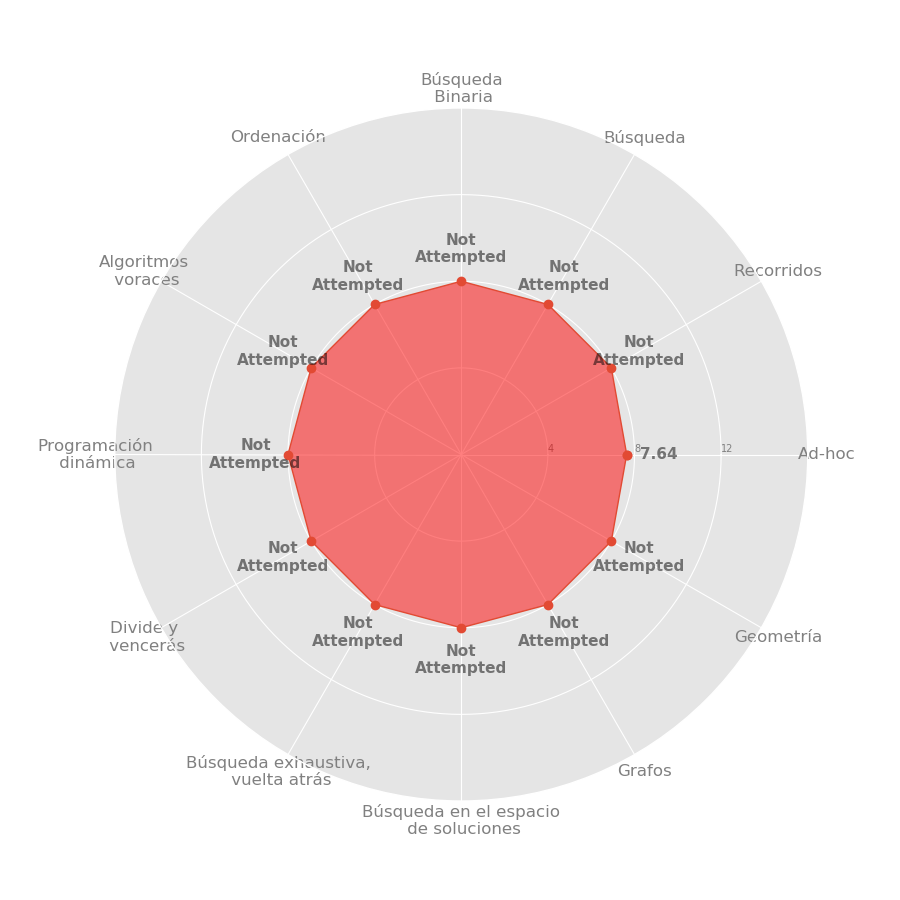 Búsqueda
Binaria
Ordenación
Búsqueda
Not
Attempted
Algoritmos
voraces
Not
Attempted
Not
Attempted
Recorridos
Not
Attempted
Not
Attempted
Programación
dinámica
Not
Attempted
4
8
7.64
12
Ad-hoc
Not
Attempted
Not
Attempted
Divide y
vencerás
Not
Attempted
Not
Attempted
Geometría
Not
Attempted
Búsqueda exhaustiva,
vuelta atrás
Grafos
Búsqueda en el espacio
de soluciones